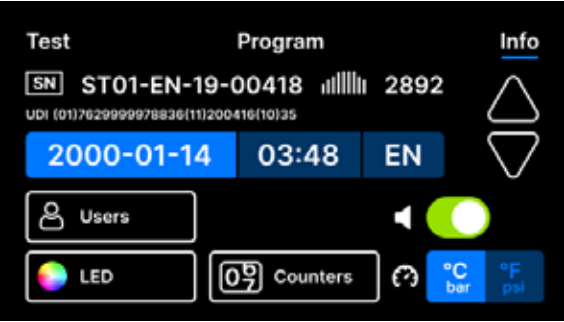 Test Program Info
SN ST01-EN-19-00418 2892
UDI (01)7629999978836(11)200416(10)35
2000-01-14 03:48 EN
Users
LED 09 Counters °C bar °F psi